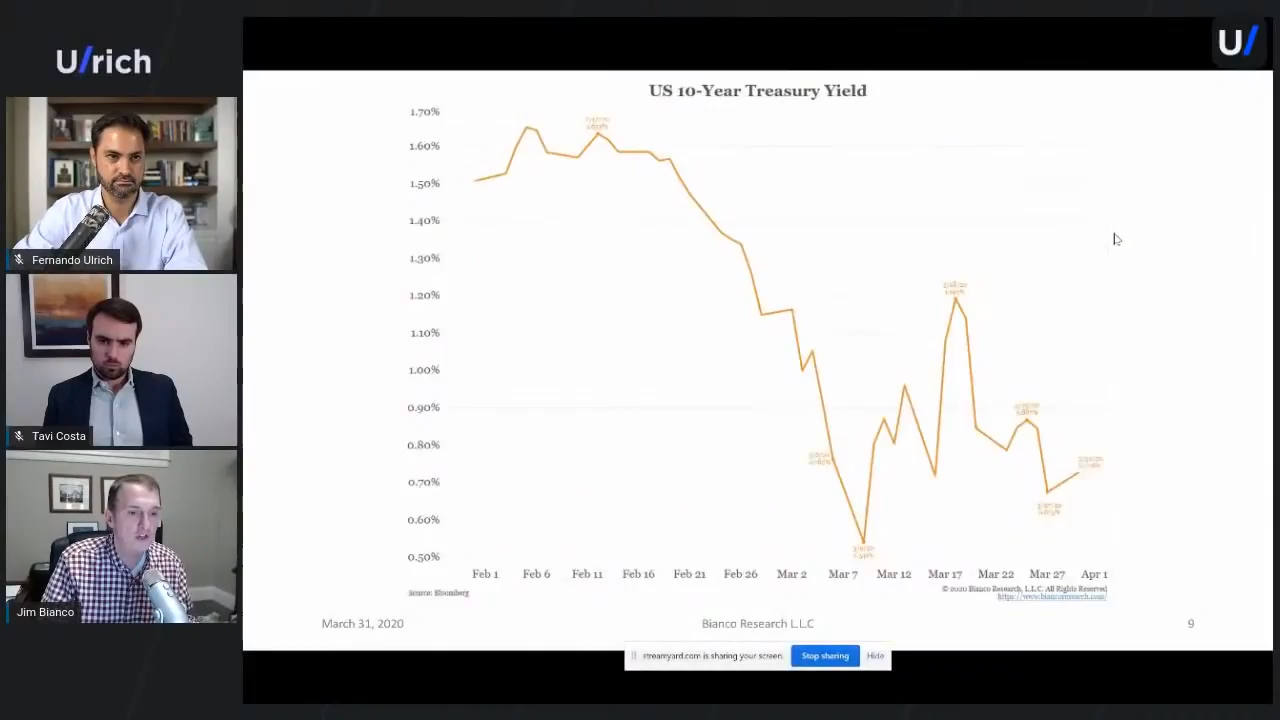 U/rich
U/
Fernando Ulrich
Tavi Costa
Jim Bianco
US 10-Year Treasury Yield
1.70%
1.60%
1.50%
1.40%
1.30%
1.20%
1.10%
1.00%
0.90%
0.80%
0.70%
0.60%
0.50%
Feb 1 Feb 6 Feb 11 Feb 16 Feb 21 Feb 26 Mar 2 Mar 7 Mar 12 Mar 17 Mar 22 Mar 27 Apr 1
Source: Bloomberg
© 2020 Bianco Research, L.L.C. All Rights Reserved
https://www.biancoresearch.com/
March 31, 2020 Bianco Research L.L.C 9
streamyard.com is sharing your screen. Stop sharing Hide